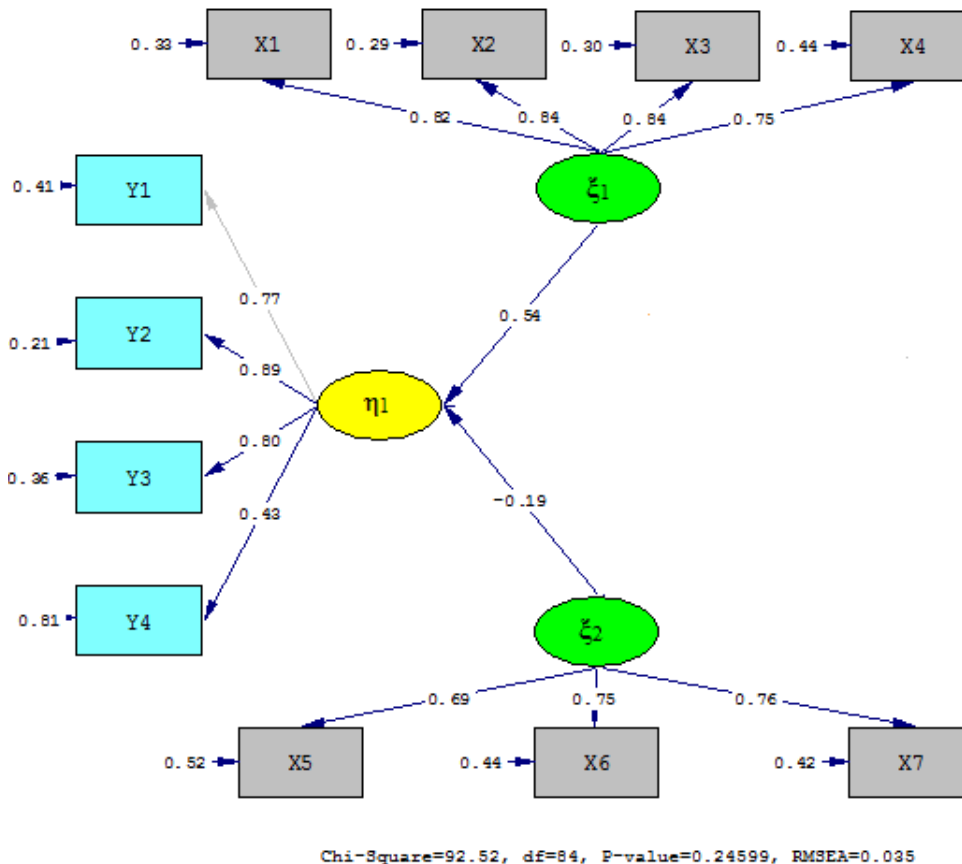 0.33 X1 0.29 X2 0.30 X3 0.44 X4
0.82 0.84 0.84 0.75
0.41 Y1 ξ1
0.77
0.54
0.21 Y2
0.89
η1
0.80
0.36 Y3
-0.19
0.43
0.81 Y4 ξ2
0.69 0.75 0.76
0.52 X5 0.44 X6 0.42 X7
Chi-Square=92.52, df=84, P-value=0.24599, RMSEA=0.035